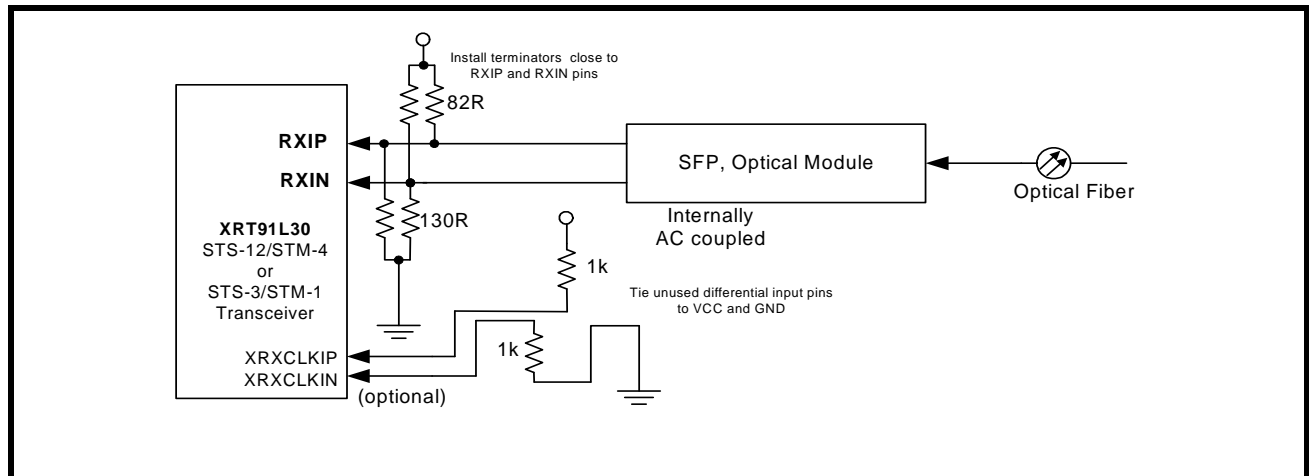 Install terminators close to
RXIP and RXIN pins
82R
RXIP
RXIN
SFP, Optical Module
Optical Fiber
Internally
AC coupled
130R
XRT91L30
STS-12/STM-4
or
STS-3/STM-1
Transceiver
1k
Tie unused differential input pins
to VCC and GND
1k
XRXCLKIP
XRXCLKIN
(optional)